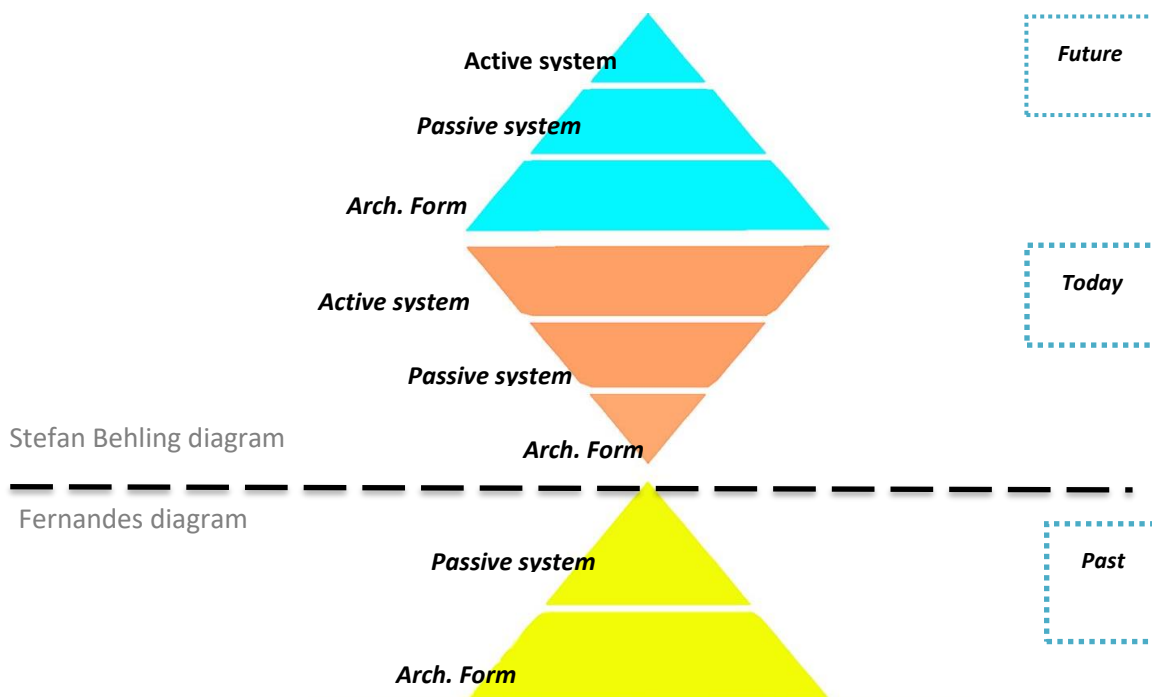 Active system
Future
Passive system
Arch. Form
Active system
Today
Passive system
Stefan Behling diagram
Arch. Form
Fernandes diagram
Passive system
Past
Arch. Form